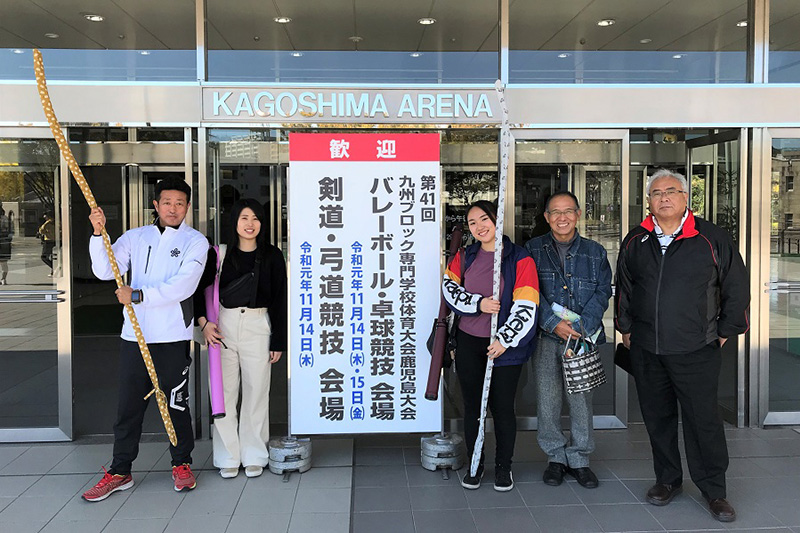 KAGOSHIMA ARENA
歓迎
第41回
九州ブロック専門学校体育大会鹿児島大会
バレーボール・卓球競技 会場
令和元年11月14日(木)・15日(金)
剣道・弓道競技 会場
令和元年11月14日(木)
Kappa